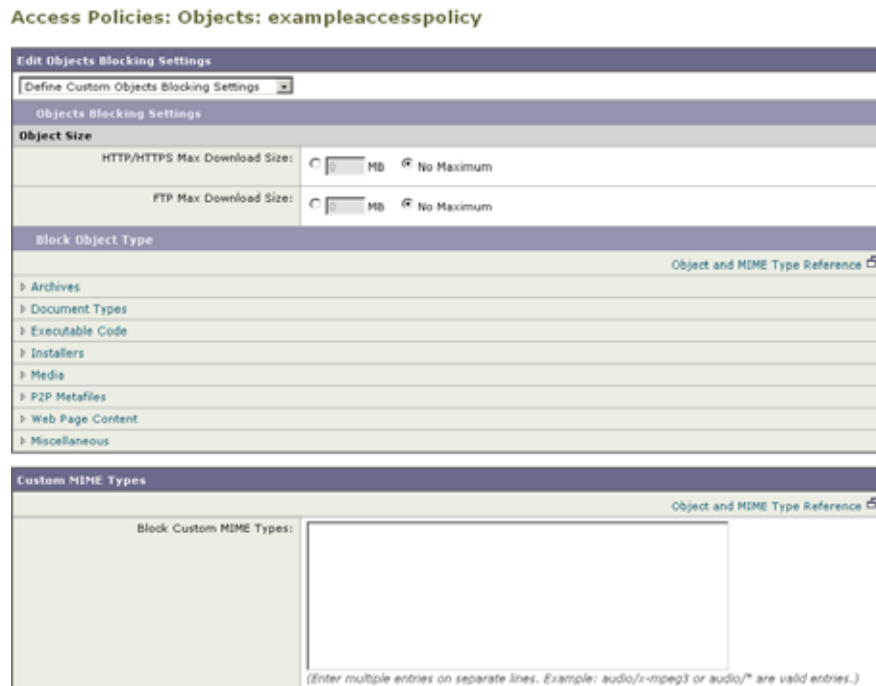 Access Policies: Objects: exampleaccesspolicy
Edit Objects Blocking Settings
Define Custom Objects Blocking Settings
Objects Blocking Settings
Object Size
HTTP/HTTPS Max Download Size: 0 MB No Maximum
FTP Max Download Size: 0 MB No Maximum
Block Object Type
Object and MIME Type Reference
Archives
Document Types
Executable Code
Installers
Media
P2P Metafiles
Web Page Content
Miscellaneous
Custom MIME Types
Object and MIME Type Reference
Block Custom MIME Types:
(Enter multiple entries on separate lines. Example: audio/x-mpeg3 or audio/* are valid entries.)